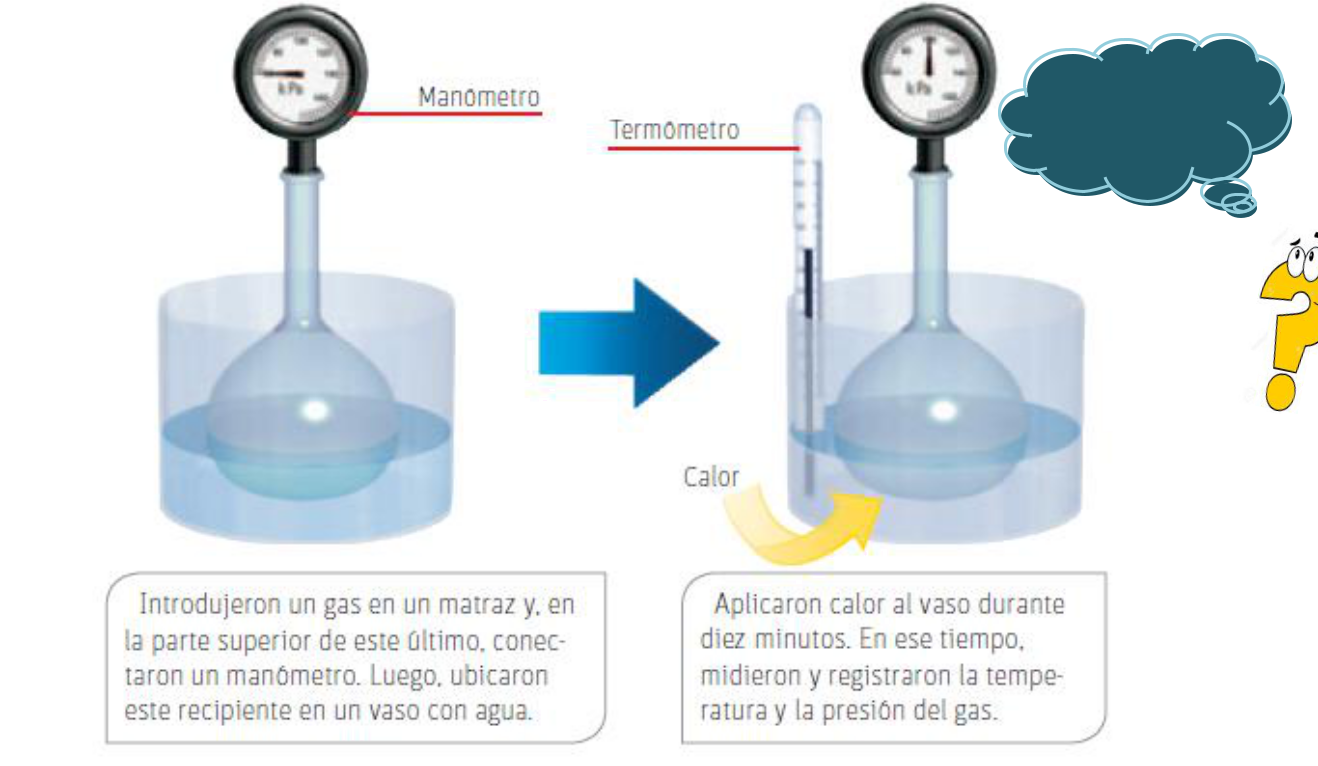 Manómetro
Termómetro
kPa
kPa
Calor
Introdujeron un gas en un matraz y, en
la parte superior de este último, conec-
taron un manómetro. Luego, ubicaron
este recipiente en un vaso con agua.
Aplicaron calor al vaso durante
diez minutos. En ese tiempo,
midieron y registraron la tempe-
ratura y la presión del gas.